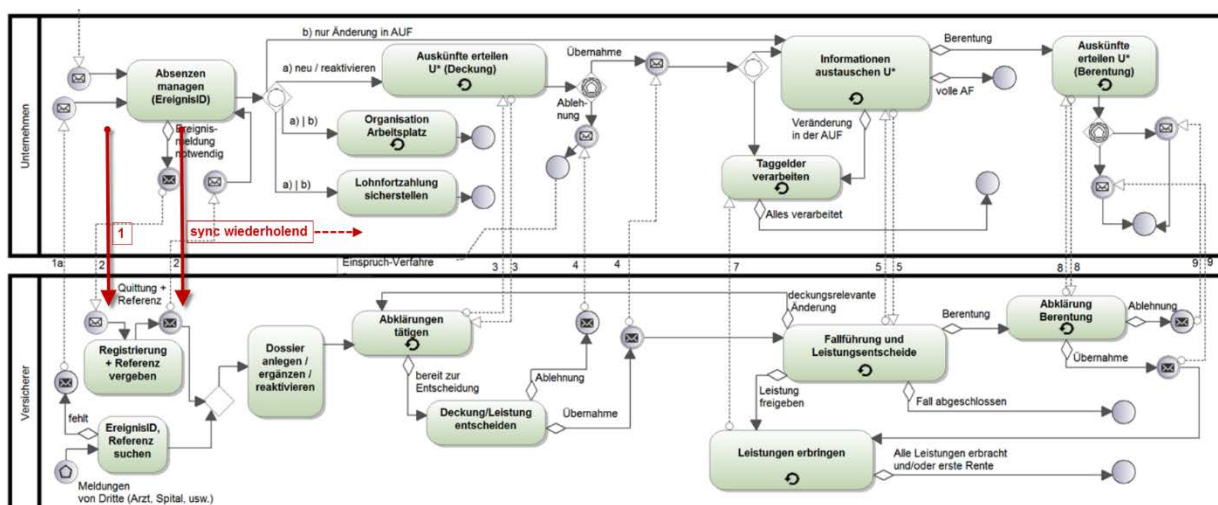 Unternehmen
b) nur Änderung in AUF
Absenzen
managen
(EreignisID)
a) neu / reaktivieren
Auskünfte erteilen
U* (Deckung)
Übernahme
Informationen
austauschen U*
Berentung
Auskünfte
erteilen U*
(Berentung)
volle AF
Ereignis-
meldung
notwendig
a) | b)
Organisation
Arbeitsplatz
Ableh-
nung
Veränderung
in der AUF
a) | b)
Lohnfortzahlung
sicherstellen
Taggelder
verarbeiten
Alles verarbeitet
1
sync wiederholend
1a
2
2
Einspruch-Verfahre
3
3
4
4
7
5
5
8
8
9
9
Versicherer
Quittung +
Referenz
Registrierung
+ Referenz
vergeben
Dossier
anlegen /
ergänzen /
reaktivieren
Abklärungen
tätigen
deckungsrelevante
Änderung
Fallführung und
Leistungsentscheide
Berentung
Abklärung
Berentung
Ablehnung
Übernahme
bereit zur
Entscheidung
Ablehnung
Deckung/Leistung
entscheiden
Übernahme
Leistung
freigeben
Fall abgeschlossen
fehlt
EreignisID,
Referenz
suchen
Leistungen erbringen
Alle Leistungen erbracht
und/oder erste Rente
Meldungen
von Dritte (Arzt, Spital, usw.)